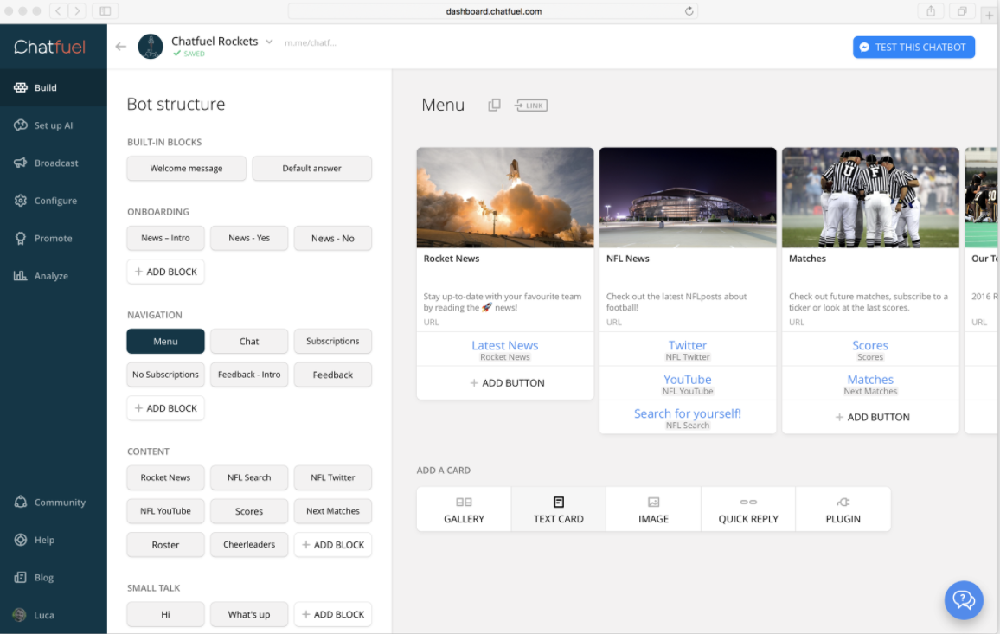 dashboard.chatfuel.com
Chatfuel
Chatfuel Rockets
m.me/chatf...
SAVED
TEST THIS CHATBOT
Build
Set up AI
Broadcast
Configure
Promote
Analyze
Community
Help
Blog
Luca
Bot structure
BUILT-IN BLOCKS
Welcome message
Default answer
ONBOARDING
News – Intro
News - Yes
News - No
+ ADD BLOCK
NAVIGATION
Menu
Chat
Subscriptions
No Subscriptions
Feedback - Intro
Feedback
+ ADD BLOCK
CONTENT
Rocket News
NFL Search
NFL Twitter
NFL YouTube
Scores
Next Matches
Roster
Cheerleaders
+ ADD BLOCK
SMALL TALK
Hi
What's up
+ ADD BLOCK
Menu
LINK
Rocket News
Stay up-to-date with your favourite team
by reading the 🚀 news!
URL
Latest News
Rocket News
+ ADD BUTTON
NFL News
Check out the latest NFLposts about
football!
URL
Twitter
NFL Twitter
YouTube
NFL YouTube
Search for yourself!
NFL Search
U
F
Matches
Check out future matches, subscribe to a
ticker or look at the last scores.
URL
Scores
Scores
Matches
Next Matches
+ ADD BUTTON
Our Te
2016 R
URL
ADD A CARD
GALLERY
TEXT CARD
IMAGE
QUICK REPLY
PLUGIN